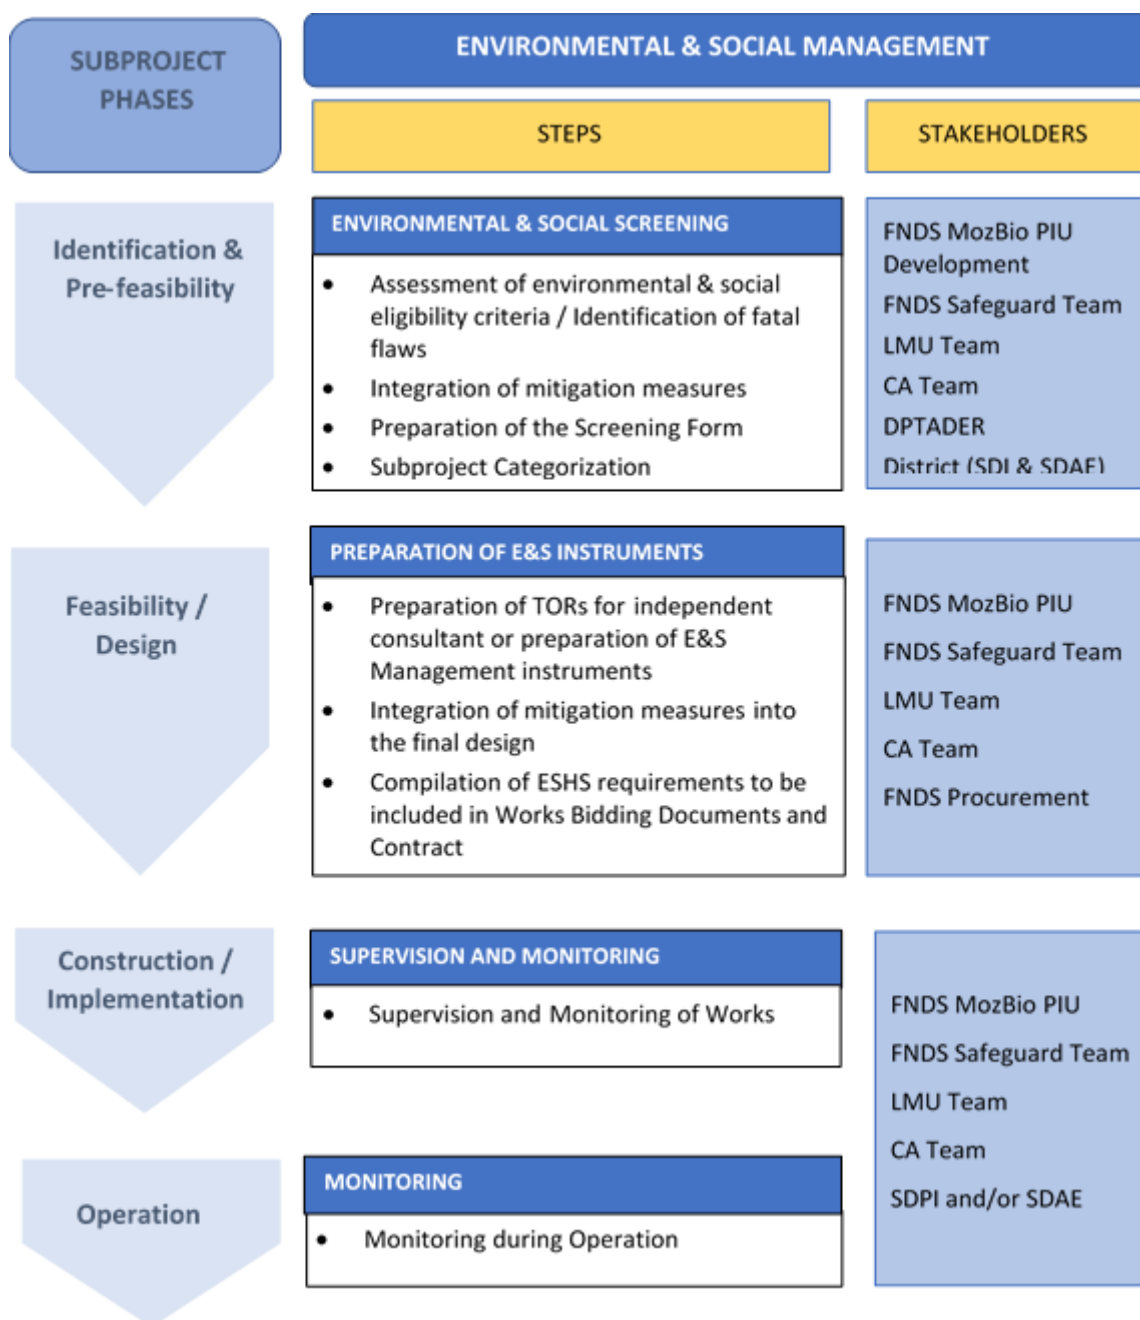 SUBPROJECT
PHASES
ENVIRONMENTAL & SOCIAL MANAGEMENT
STEPS
STAKEHOLDERS
Identification &
Pre-feasibility
ENVIRONMENTAL & SOCIAL SCREENING
• Assessment of environmental & social
eligibility criteria / Identification of fatal
flaws
• Integration of mitigation measures
• Preparation of the Screening Form
• Subproject Categorization
FNDS MozBio PIU
Development
FNDS Safeguard Team
LMU Team
CA Team
DPTADER
District (SDI & SDAE)
Feasibility /
Design
PREPARATION OF E&S INSTRUMENTS
• Preparation of TORs for independent
consultant or preparation of E&S
Management instruments
• Integration of mitigation measures into
the final design
• Compilation of ESHS requirements to be
included in Works Bidding Documents and
Contract
FNDS MozBio PIU
FNDS Safeguard Team
LMU Team
CA Team
FNDS Procurement
Construction /
Implementation
SUPERVISION AND MONITORING
• Supervision and Monitoring of Works
FNDS MozBio PIU
FNDS Safeguard Team
LMU Team
CA Team
SDPI and/or SDAE
Operation
MONITORING
• Monitoring during Operation